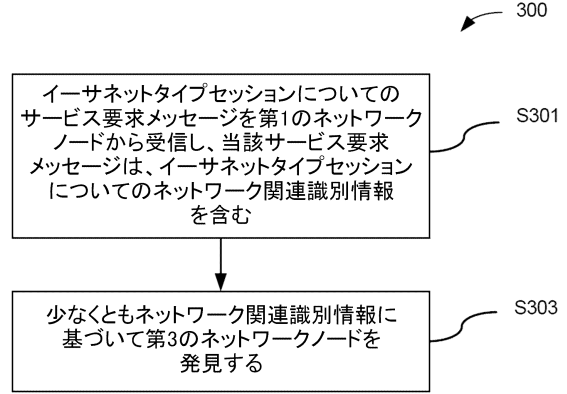 300
イーサネットタイプセッションについての
サービス要求メッセージを第1のネットワーク
ノードから受信し、当該サービス要求
メッセージは、イーサネットタイプセッション
についてのネットワーク関連識別情報
を含む
S301
少なくともネットワーク関連識別情報に
基づいて第3のネットワークノードを
発見する
S303